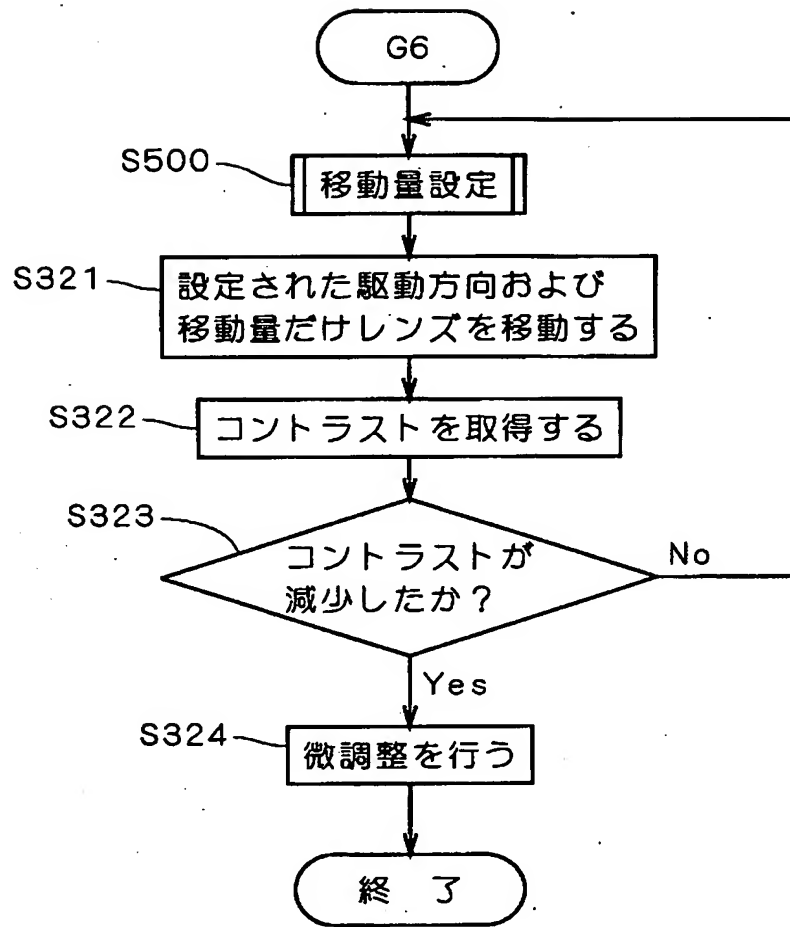 G6
S500
移動量設定
S321
設定された駆動方向および
移動量だけレンズを移動する
S322
コントラストを取得する
S323
コントラストが
減少したか？
No
Yes
S324
微調整を行う
終 了